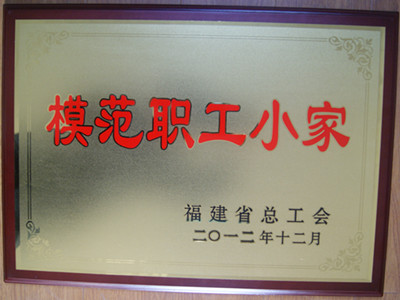 模范职工小家
福建省总工会
二〇一二年十二月